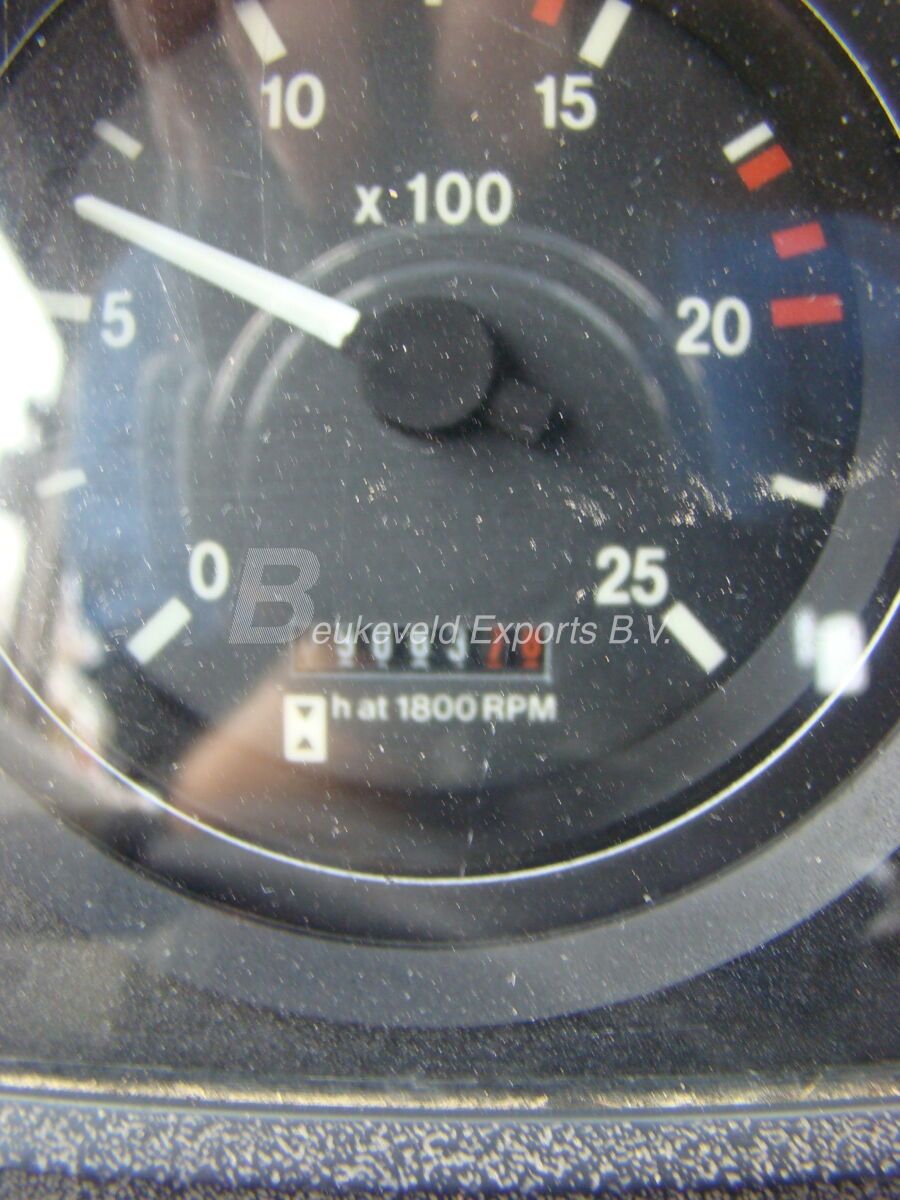 10 15
x 100
5 20
0 25
Beukeveld Exports B.V.
h at 1800 RPM